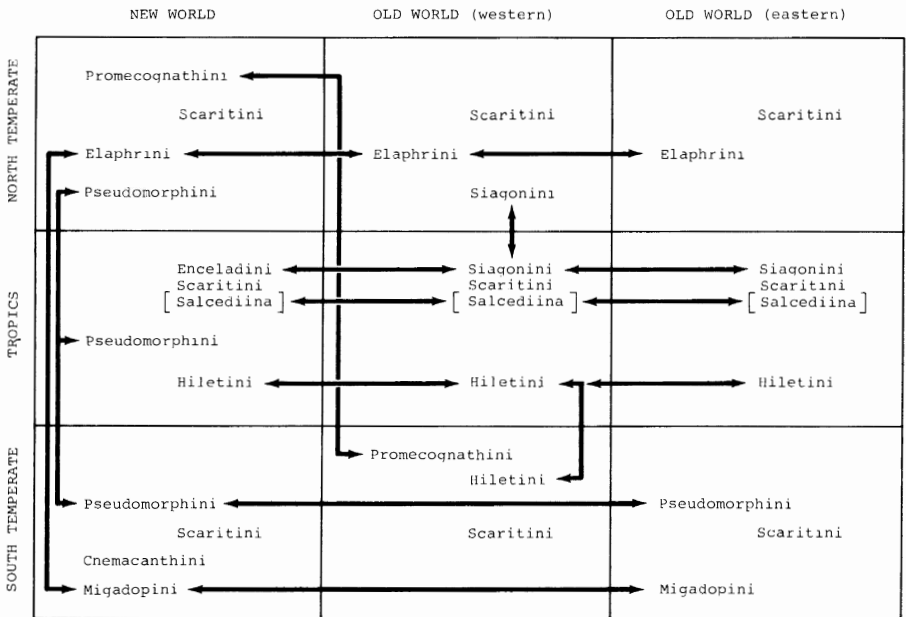 NEW WORLD OLD WORLD (western) OLD WORLD (eastern)
NORTH TEMPERATE
Promecognathini
Scaritini Scaritini Scaritini
Elaphrini Elaphrini Elaphrini
Pseudomorphini Siagonini
TROPICS
Enceladini Siagonini Siagonini
Scaritini Scaritini Scaritini
[Salcediina] [Salcediina] [Salcediina]
Pseudomorphini
Hiletini Hiletini Hiletini
SOUTH TEMPERATE
Promecognathini
Hiletini
Pseudomorphini Pseudomorphini
Scaritini Scaritini Scaritini
Cnemacanthini
Migadopini Migadopini